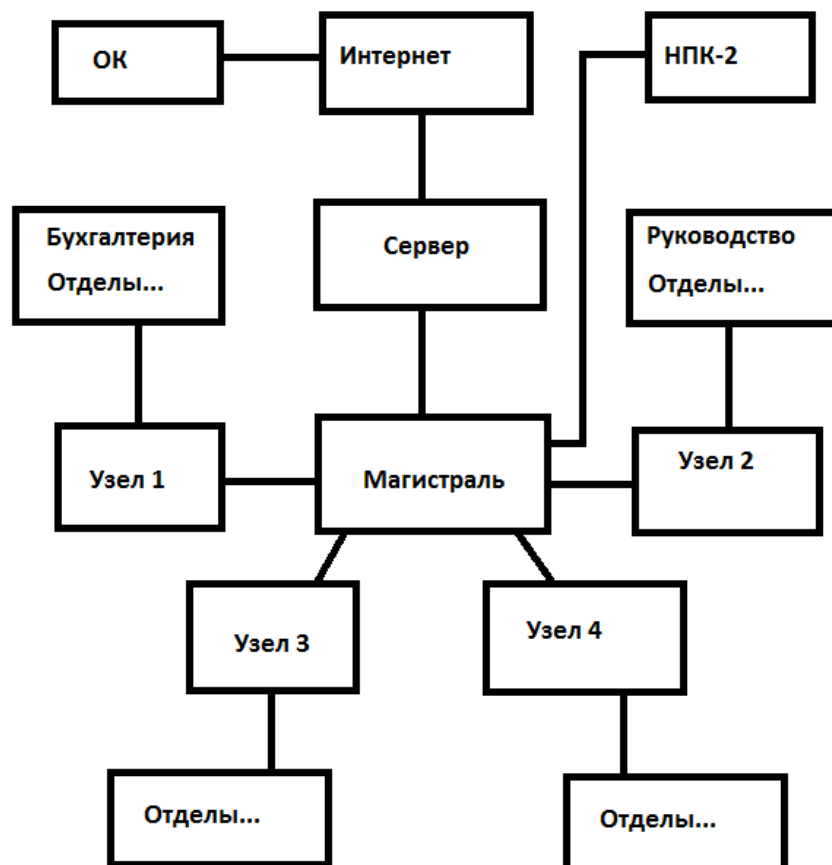 ОК
Интернет
НПК-2
Бухгалтерия
Отделы...
Сервер
Руководство
Отделы...
Узел 1
Магистраль
Узел 2
Узел 3
Узел 4
Отделы...
Отделы...